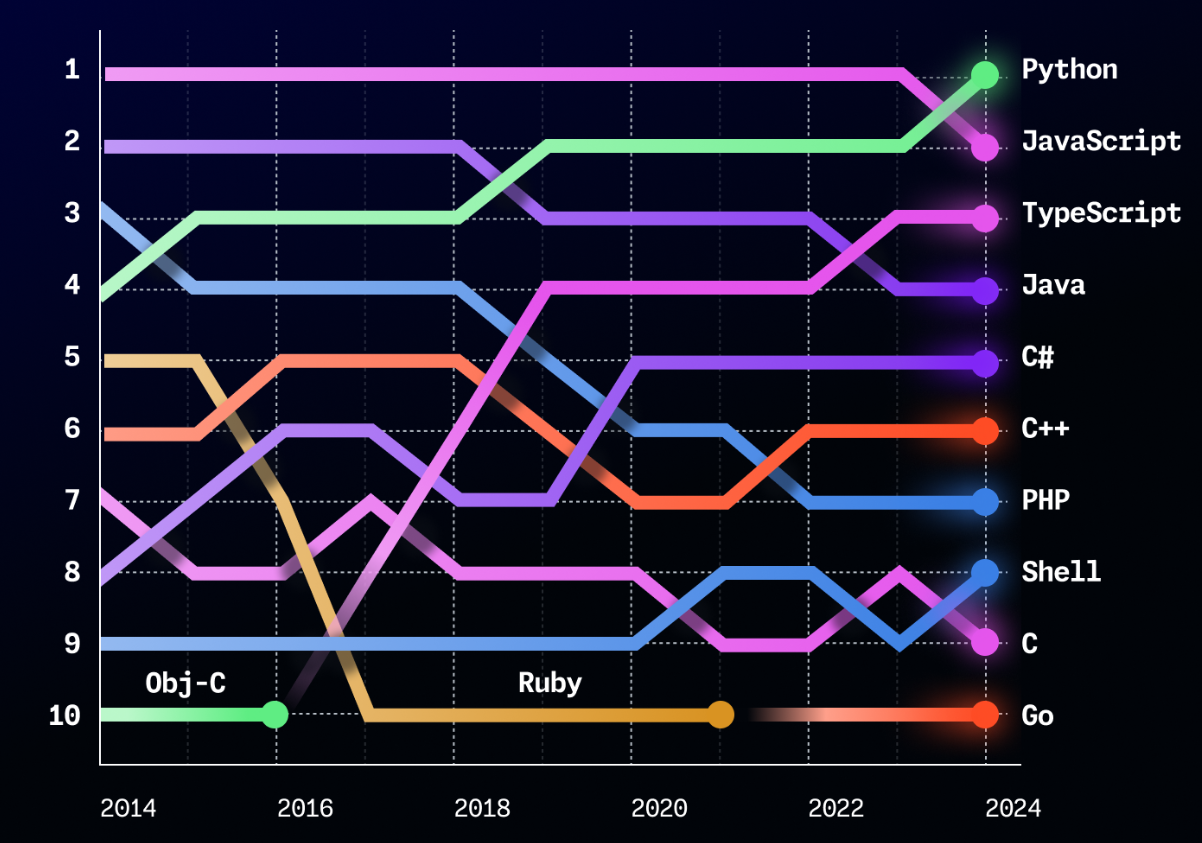 1 Python
2 JavaScript
3 TypeScript
4 Java
5 C#
6 C++
7 PHP
8 Shell
9 C
Obj-C Ruby
10 Go
2014 2016 2018 2020 2022 2024